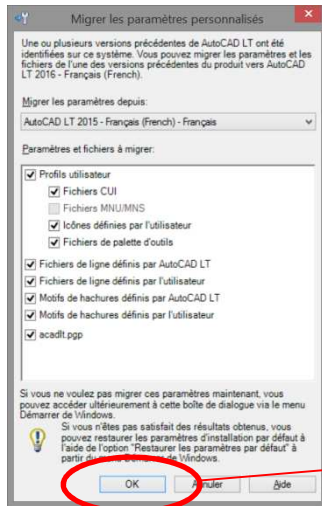 Migrer les paramètres personnalisés
Une ou plusieurs versions précédentes de AutoCAD LT ont été
identifiées sur ce système. Vous pouvez migrer les paramètres et les
fichiers de l'une des versions précédentes du produit vers AutoCAD
LT 2016 - Français (French).
Migrer les paramètres depuis:
AutoCAD LT 2015 - Français (French) - Français
Paramètres et fichiers à migrer:
Profils utilisateur
Fichiers CUI
Fichiers MNU/MNS
Icônes définies par l'utilisateur
Fichiers de palette d'outils
Fichiers de ligne définis par AutoCAD LT
Fichiers de ligne définis par l'utilisateur
Motifs de hachures définis par AutoCAD LT
Motifs de hachures définis par l'utilisateur
acadlt.pgp
Si vous ne voulez pas migrer ces paramètres maintenant, vous
pouvez accéder ultérieurement à cette boîte de dialogue via le menu
Démarrer de Windows.
Si vous n'êtes pas satisfait des résultats obtenus, vous
pouvez restaurer les paramètres d'installation par défaut à
l'aide de l'option "Restaurer les paramètres par défaut" à
partir du menu Démarrer de Windows.
OK
Annuler
Aide